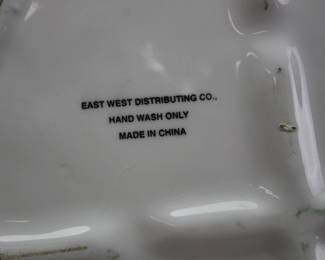 EAST WEST DISTRIBUTING CO.,
HAND WASH ONLY
MADE IN CHINA